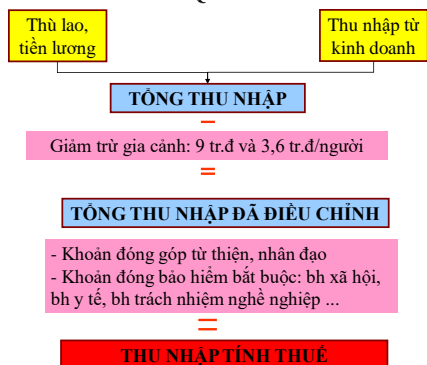 Thù lao,
tiền lương
Thu nhập từ
kinh doanh
TỔNG THU NHẬP
Giảm trừ gia cảnh: 9 tr.đ và 3,6 tr.đ/người
=
TỔNG THU NHẬP ĐÃ ĐIỀU CHỈNH
- Khoản đóng góp từ thiện, nhân đạo
- Khoản đóng bảo hiểm bắt buộc: bh xã hội,
bh y tế, bh trách nhiệm nghề nghiệp ...
=
THU NHẬP TÍNH THUẾ